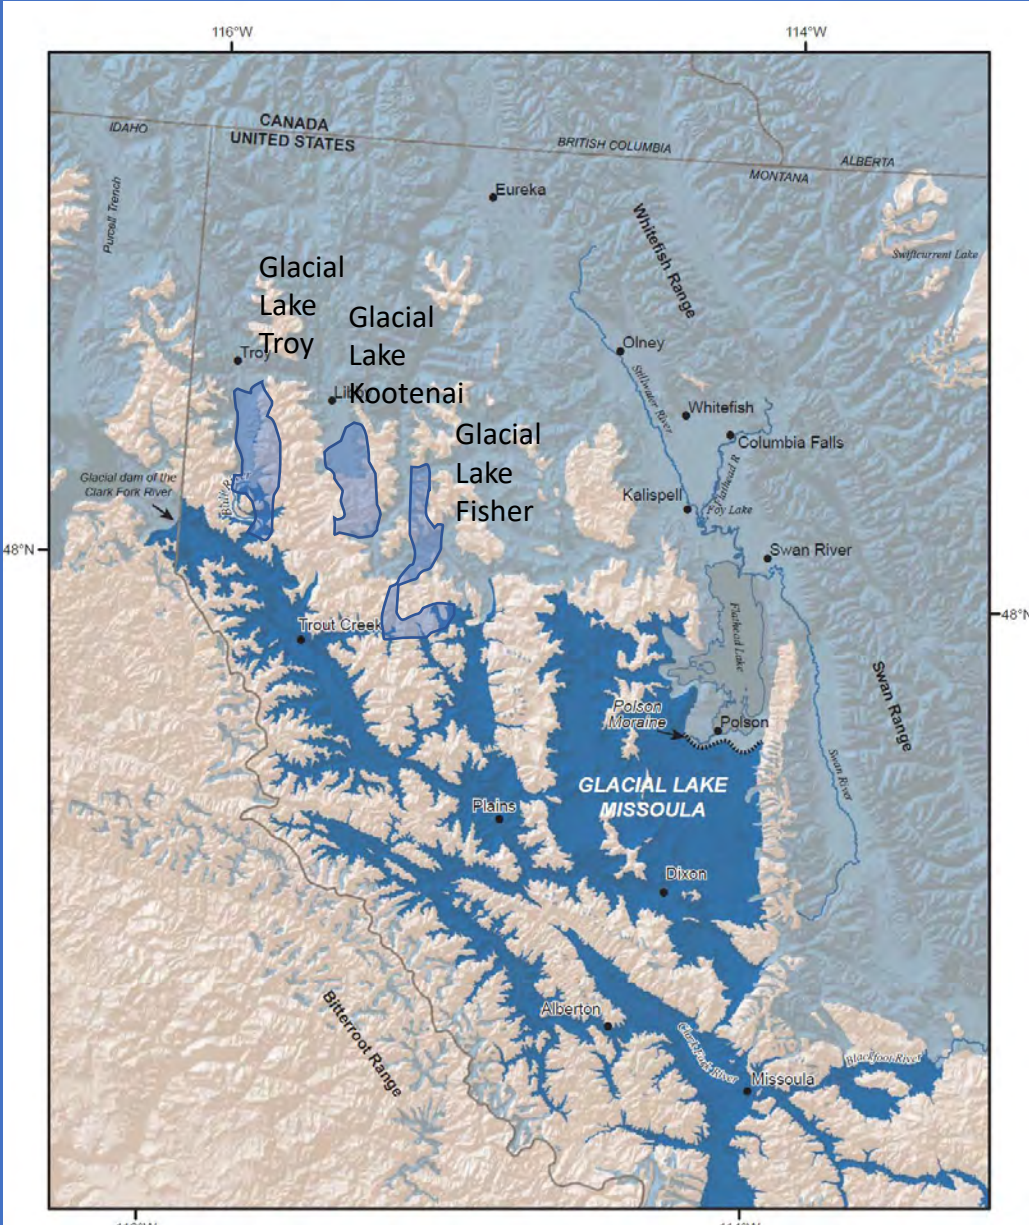 116°W
114°W
IDAHO
CANADA
UNITED STATES
BRITISH COLUMBIA
ALBERTA
MONTANA
Purcell Trench
Eureka
Whitefish Range
Swiftcurrent Lake
Glacial
Lake
Troy
Glacial
Lake
Kootenai
Troy
Olney
Stillwater River
Whitefish
Columbia Falls
Flathead R
Glacial
Lake
Fisher
Glacial dam of the
Clark Fork River
Kalispell
Foy Lake
48°N
Swan River
48°N
Trout Creek
Flathead Lake
Swan Range
Polson
Moraine
Polson
Swan River
GLACIAL LAKE
MISSOULA
Plains
Dixon
Bitterroot Range
Alberton
Clark Fork River
Blackfoot River
Missoula